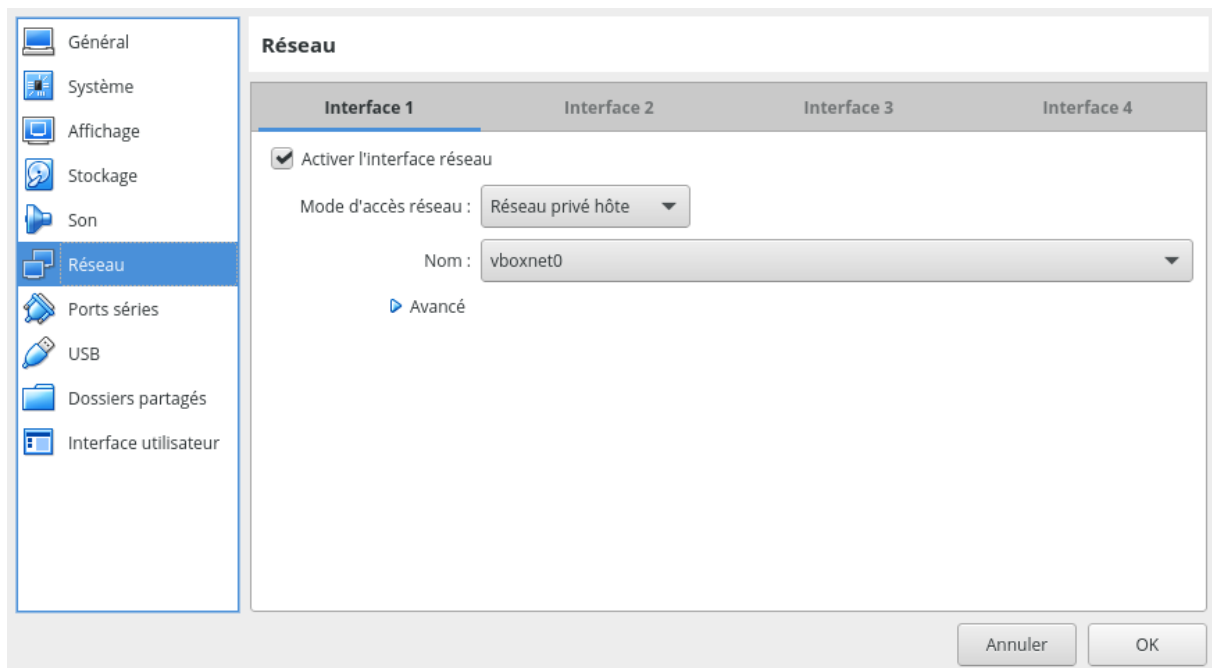 Général
Système
Affichage
Stockage
Son
Réseau
Ports séries
USB
Dossiers partagés
Interface utilisateur
Réseau
Interface 1 Interface 2 Interface 3 Interface 4
Activer l'interface réseau
Mode d'accès réseau : Réseau privé hôte
Nom : vboxnet0
Avancé
Annuler OK